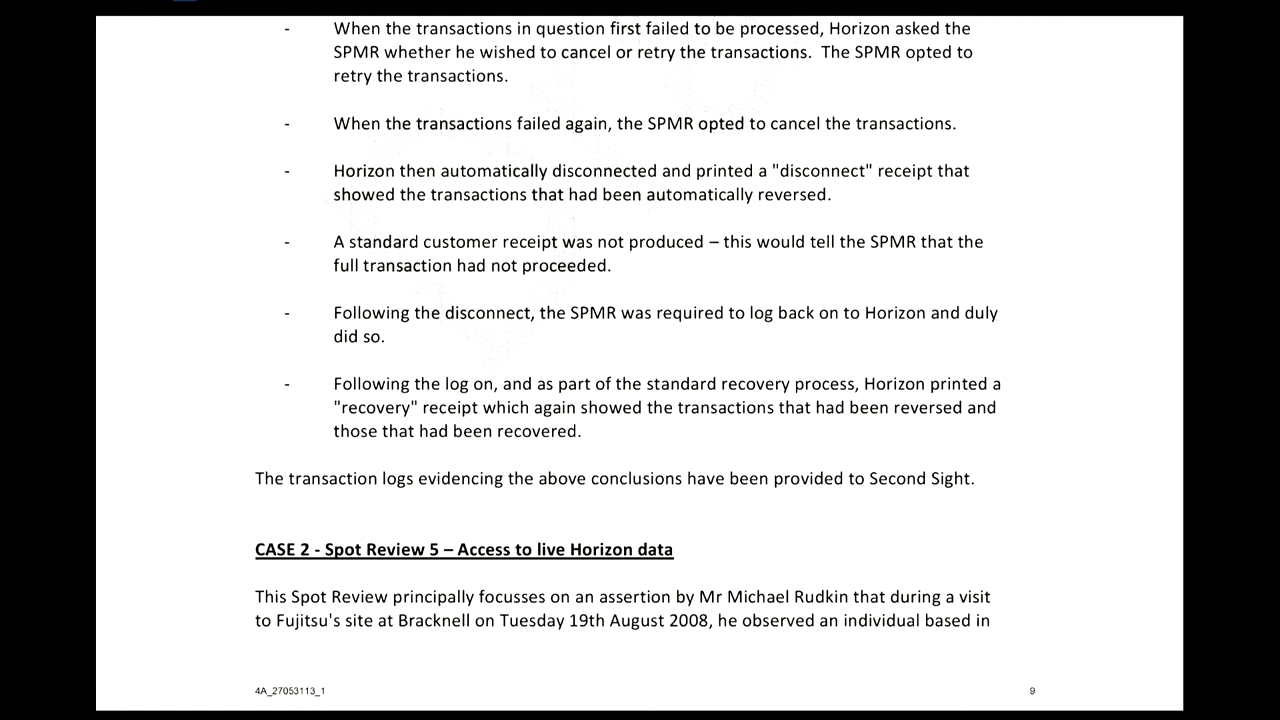 - When the transactions in question first failed to be processed, Horizon asked the
SPMR whether he wished to cancel or retry the transactions. The SPMR opted to
retry the transactions.
- When the transactions failed again, the SPMR opted to cancel the transactions.
- Horizon then automatically disconnected and printed a "disconnect" receipt that
showed the transactions that had been automatically reversed.
- A standard customer receipt was not produced – this would tell the SPMR that the
full transaction had not proceeded.
- Following the disconnect, the SPMR was required to log back on to Horizon and duly
did so.
- Following the log on, and as part of the standard recovery process, Horizon printed a
"recovery" receipt which again showed the transactions that had been reversed and
those that had been recovered.
The transaction logs evidencing the above conclusions have been provided to Second Sight.
CASE 2 - Spot Review 5 – Access to live Horizon data
This Spot Review principally focusses on an assertion by Mr Michael Rudkin that during a visit
to Fujitsu's site at Bracknell on Tuesday 19th August 2008, he observed an individual based in
4A_27053113_1
9